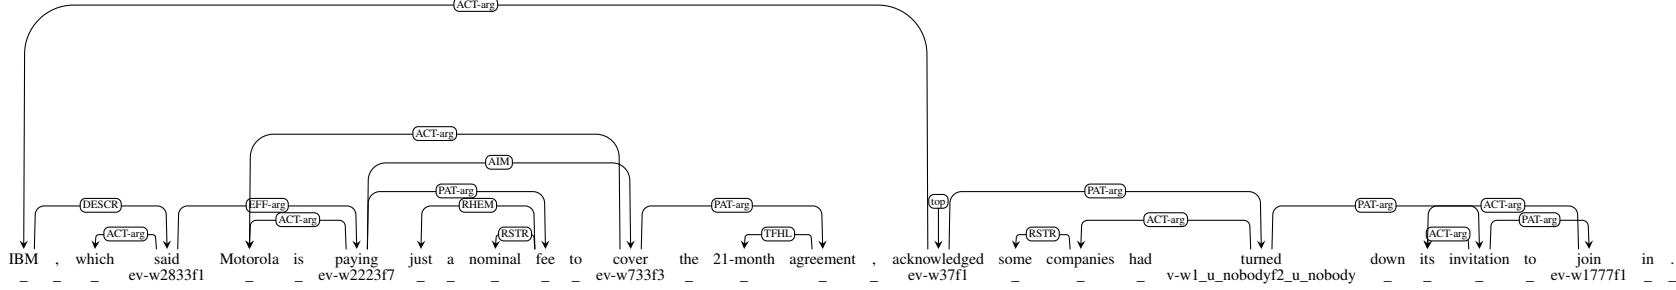 ACT-arg
ACT-arg
AIM
PAT-arg PAT-arg
DESCR EFF-arg RHEM PAT-arg top PAT-arg ACT-arg
ACT-arg ACT-arg PAT-arg
ACT-arg RSTR TFHL RSTR ACT-arg
IBM , which said Motorola is paying just a nominal fee to cover the 21-month agreement , acknowledged some companies had turned down its invitation to join in .
_ _ _ ev-w2833f1 _ _ ev-w2223f7 _ _ _ _ _ ev-w733f3 _ _ _ _ ev-w37f1 _ _ _ v-w1_u_nobodyf2_u_nobody _ _ _ _ ev-w1777f1 _ _